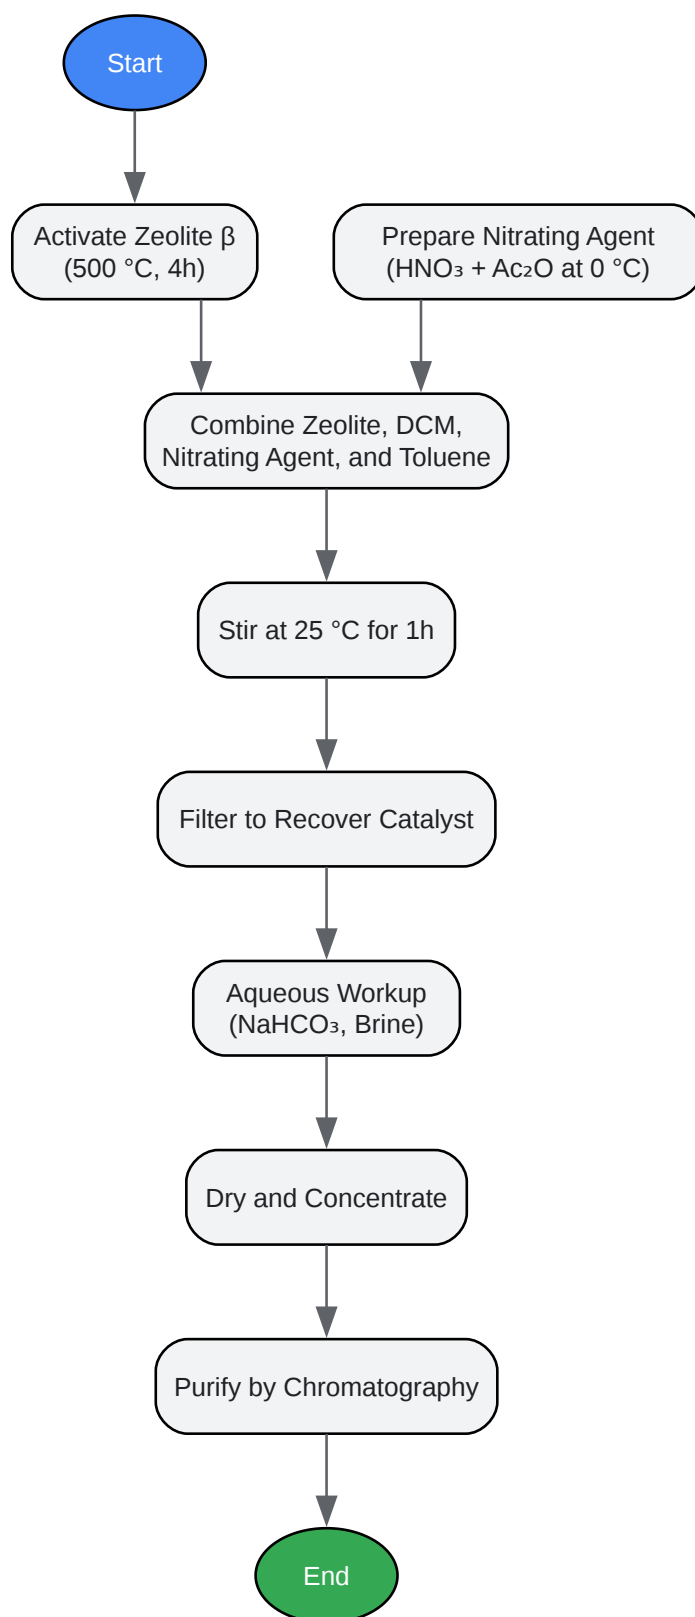 Start
Activate Zeolite β
(500 °C, 4h)
Prepare Nitrating Agent
(HNO₃ + Ac₂O at 0 °C)
Combine Zeolite, DCM,
Nitrating Agent, and Toluene
Stir at 25 °C for 1h
Filter to Recover Catalyst
Aqueous Workup
(NaHCO₃, Brine)
Dry and Concentrate
Purify by Chromatography
End